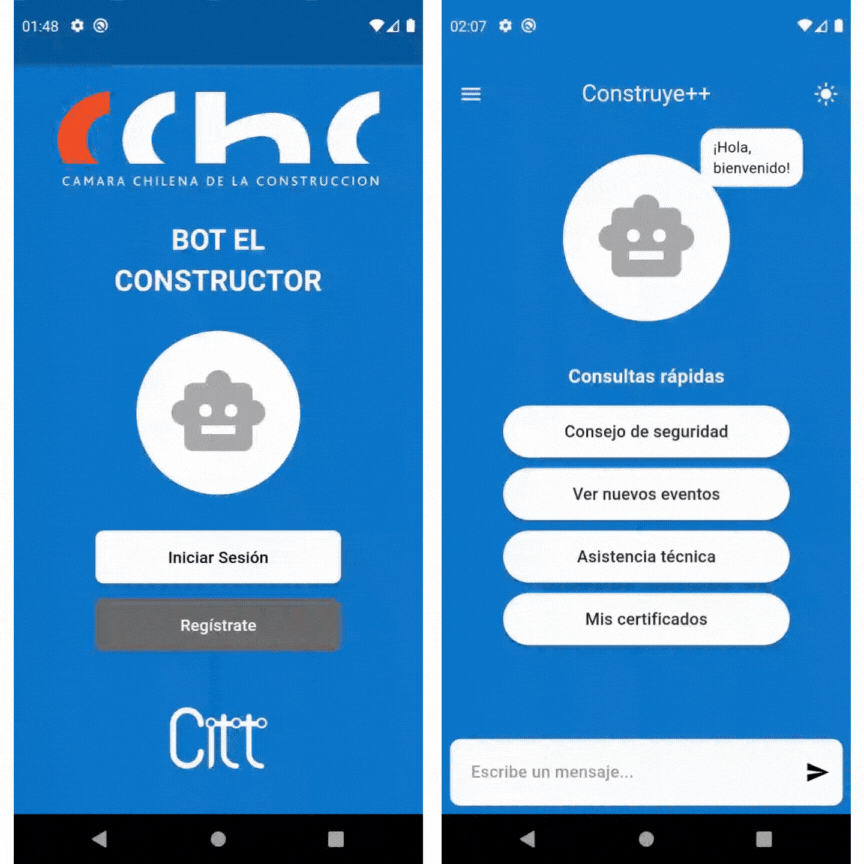 01:48
cchc
CAMARA CHILENA DE LA CONSTRUCCION
BOT EL
CONSTRUCTOR
Iniciar Sesión
Regístrate
Citt
02:07
Construye++
¡Hola,
bienvenido!
Consultas rápidas
Consejo de seguridad
Ver nuevos eventos
Asistencia técnica
Mis certificados
Escribe un mensaje...